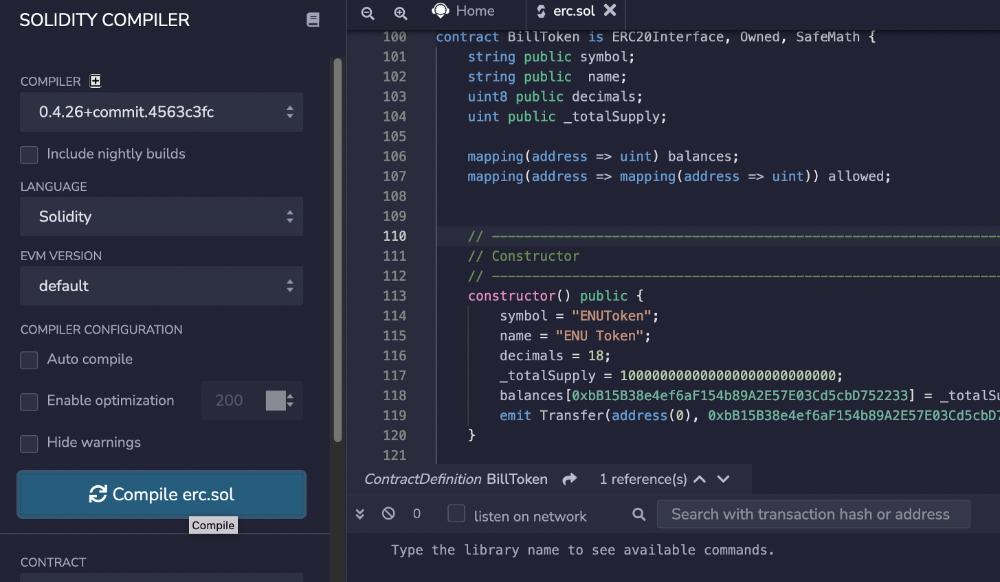 SOLIDITY COMPILER
COMPILER
0.4.26+commit.4563c3fc
Include nightly builds
LANGUAGE
Solidity
EVM VERSION
default
COMPILER CONFIGURATION
Auto compile
Enable optimization 200
Hide warnings
Compile erc.sol
Compile
CONTRACT
Home erc.sol
100 contract BillToken is ERC20Interface, Owned, SafeMath {
101 string public symbol;
102 string public  name;
103 uint8 public decimals;
104 uint public _totalSupply;
105
106 mapping(address => uint) balances;
107 mapping(address => mapping(address => uint)) allowed;
108
109
110 // ----------------------------------------------------------------
111 // Constructor
112 // ----------------------------------------------------------------
113 constructor() public {
114 symbol = "ENUToken";
115 name = "ENU Token";
116 decimals = 18;
117 _totalSupply = 100000000000000000000000000;
118 balances[0xbB15B38e4ef6aF154b89A2E57E03Cd5cbD752233] = _totalSu
119 emit Transfer(address(0), 0xbB15B38e4ef6aF154b89A2E57E03Cd5cbD7
120 }
121
ContractDefinition BillToken 1 reference(s)
0 listen on network Search with transaction hash or address
Type the library name to see available commands.